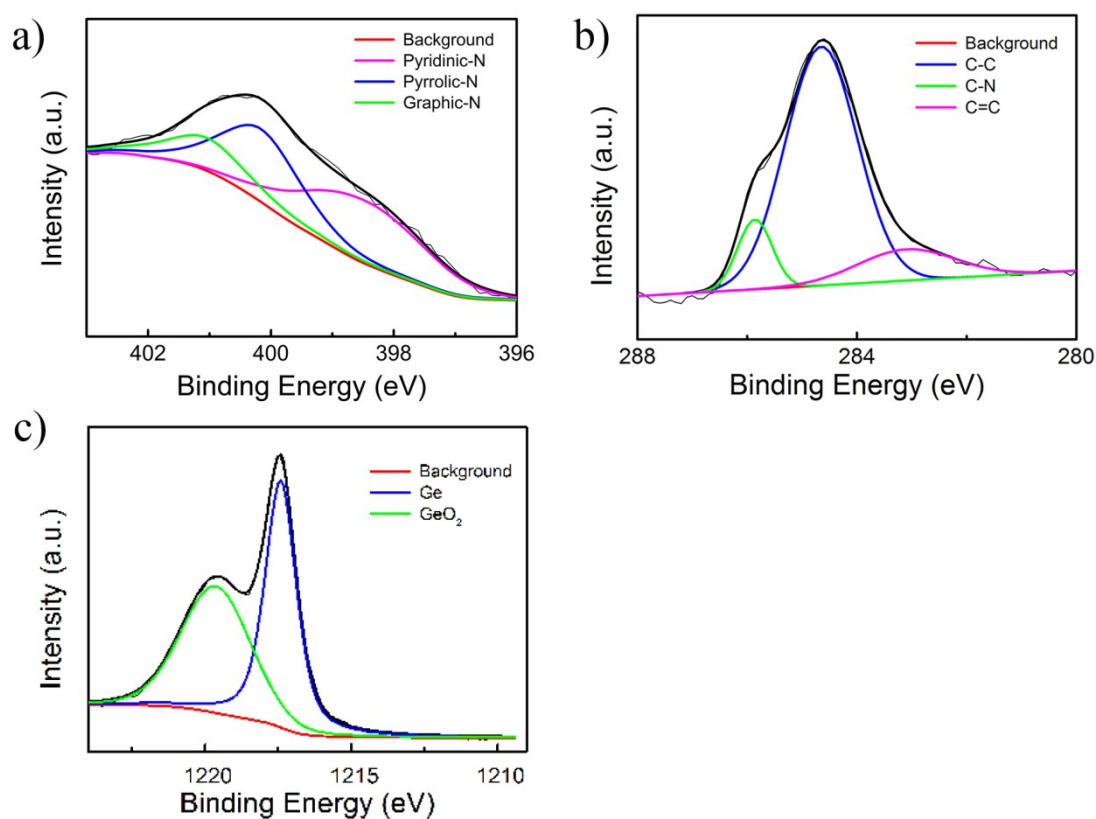 a)
Background
Pyridinic-N
Pyrrolic-N
Graphic-N
Intensity (a.u.)
402 400 398 396
Binding Energy (eV)
b)
Background
C-C
C-N
C=C
Intensity (a.u.)
288 284 280
Binding Energy (eV)
c)
Background
Ge
GeO₂
Intensity (a.u.)
1220 1215 1210
Binding Energy (eV)